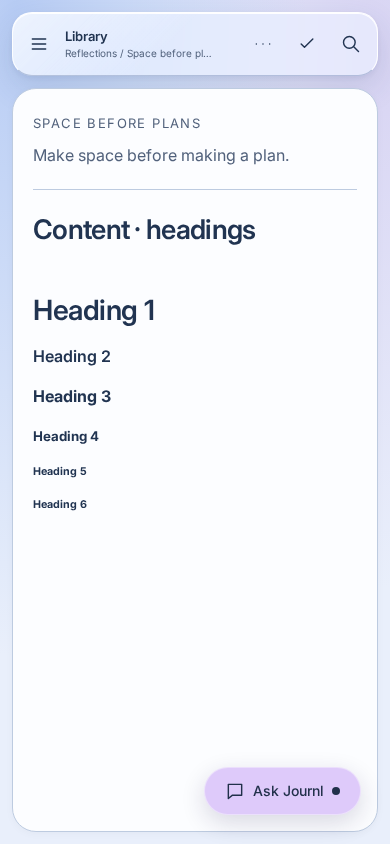 Library
Reflections / Space before pl...
SPACE BEFORE PLANS
Make space before making a plan.
Content · headings
Heading 1
Heading 2
Heading 3
Heading 4
Heading 5
Heading 6
Ask Journl